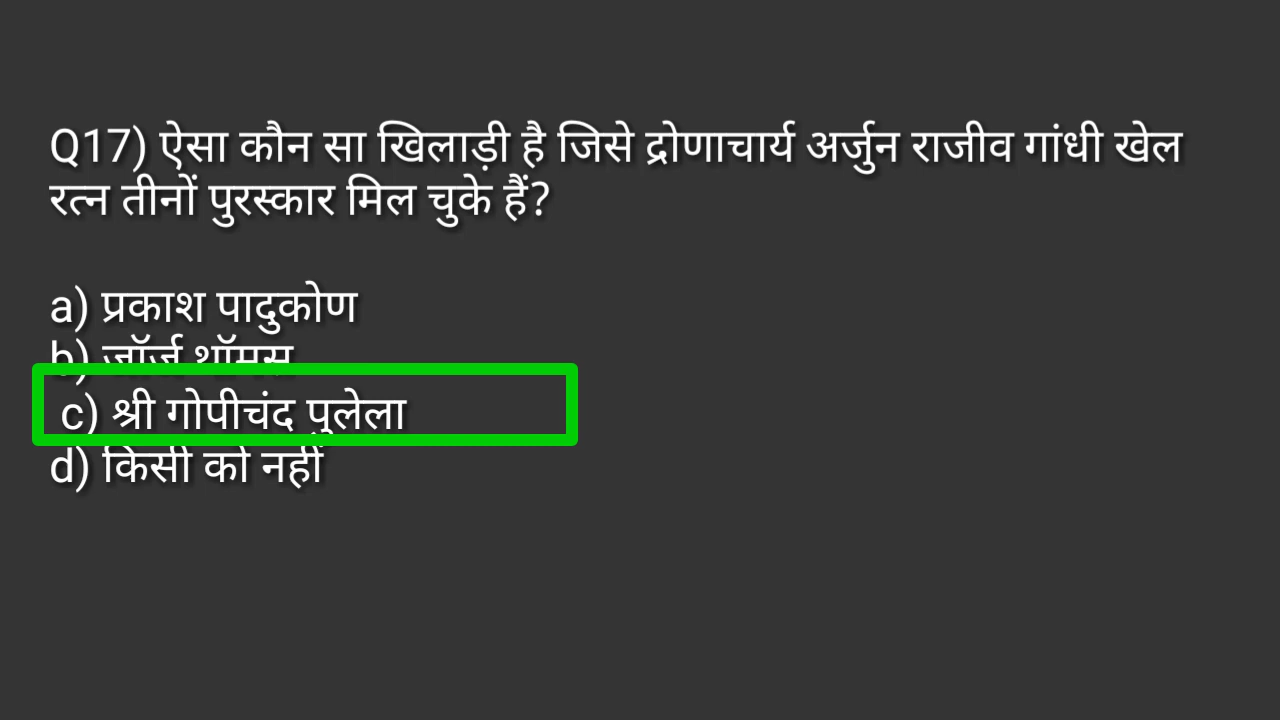 Q17) ऐसा कौन सा खिलाड़ी है जिसे द्रोणाचार्य अर्जुन राजीव गांधी खेल
रत्न तीनों पुरस्कार मिल चुके हैं?
a) प्रकाश पादुकोण
b) जॉर्ज थॉमस
c) श्री गोपीचंद पुलेला
d) किसी को नहीं